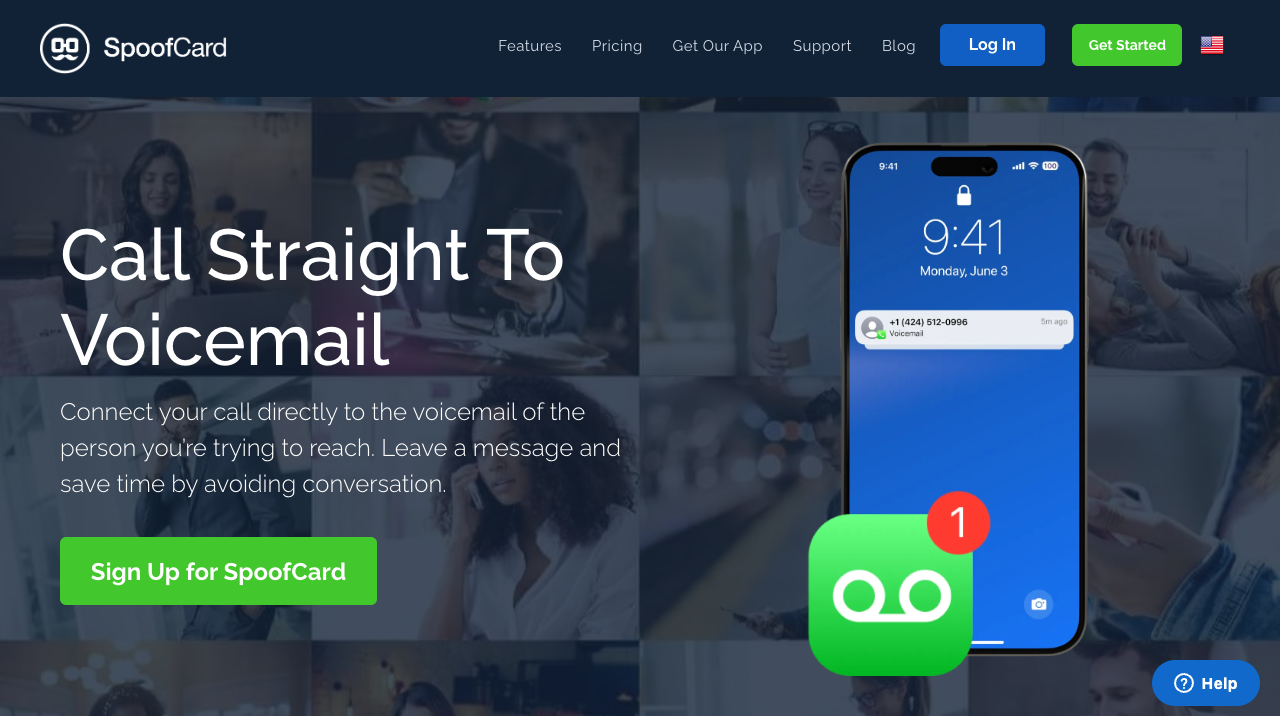 SpoofCard
Features
Pricing
Get Our App
Support
Blog
Log In
Get Started
Call Straight To
Voicemail
Connect your call directly to the voicemail of the
person you're trying to reach. Leave a message and
save time by avoiding conversation.
Sign Up for SpoofCard
9:41
100
9:41
Monday, June 3
+1 (424) 512-0996
5m ago
Voicemail
1
Help